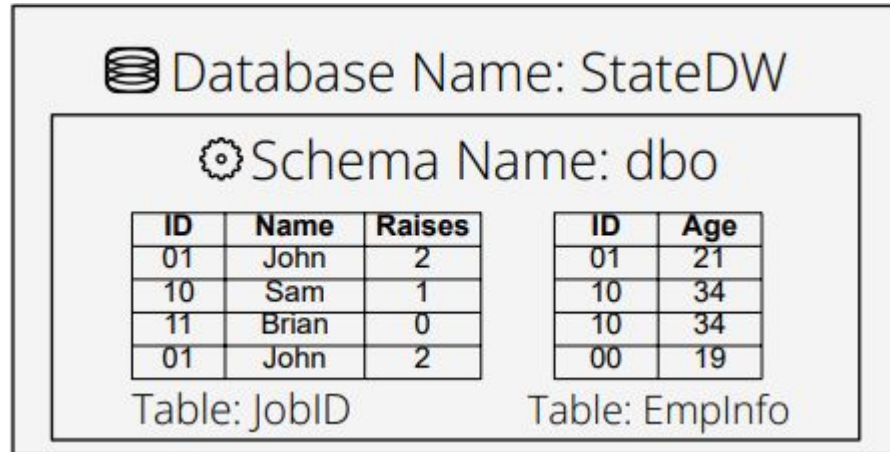 Database Name: StateDW
Schema Name: dbo
ID Name Raises
01 John 2
10 Sam 1
11 Brian 0
01 John 2
Table: JobID
ID Age
01 21
10 34
10 34
00 19
Table: EmpInfo